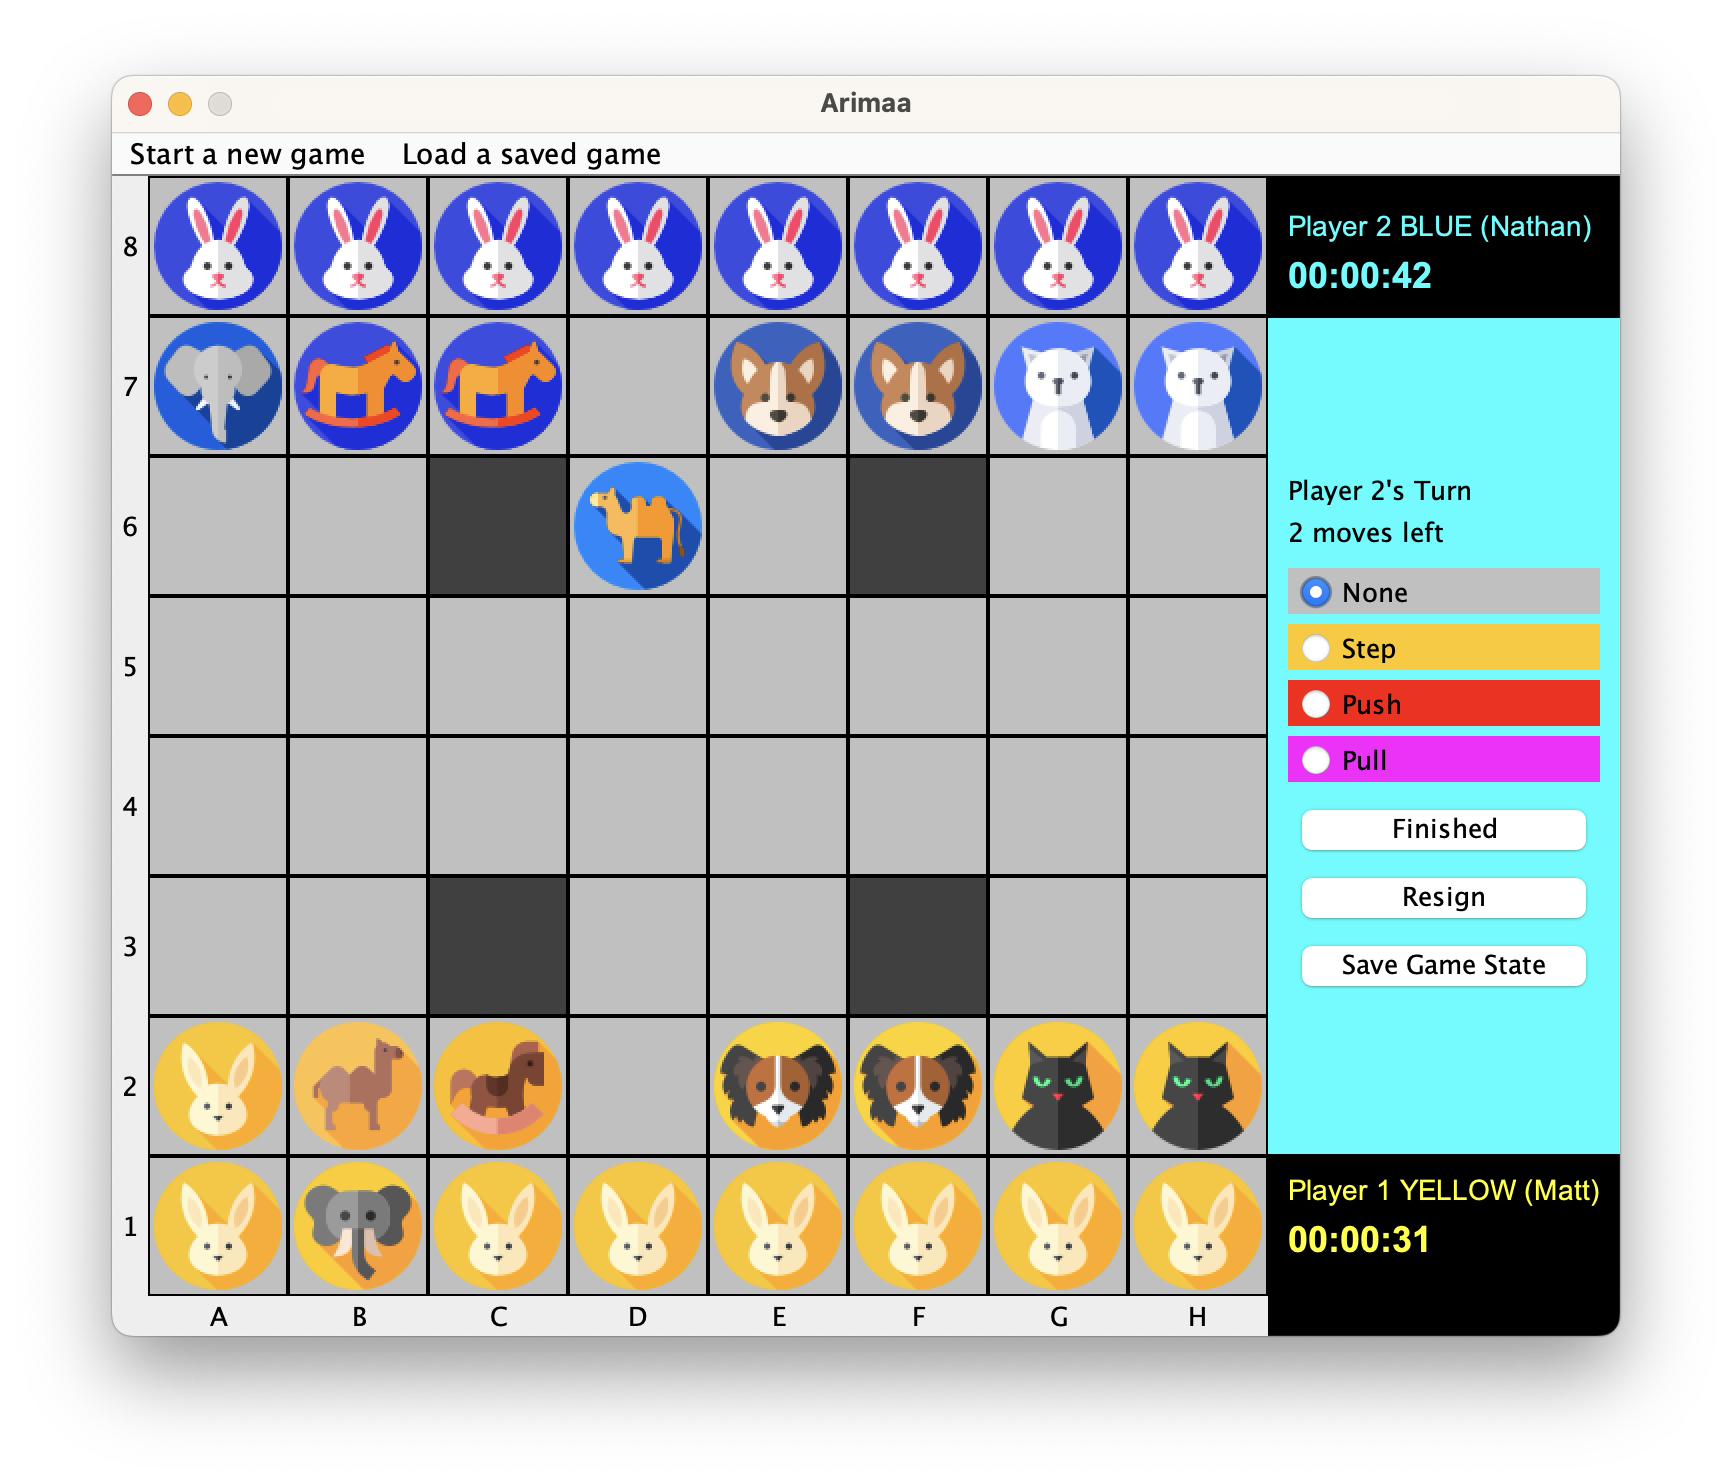 Arimaa
Start a new game Load a saved game
8
7
6
5
4
3
2
1
A B C D E F G H
Player 2 BLUE (Nathan)
00:00:42
Player 2's Turn
2 moves left
None
Step
Push
Pull
Finished
Resign
Save Game State
Player 1 YELLOW (Matt)
00:00:31